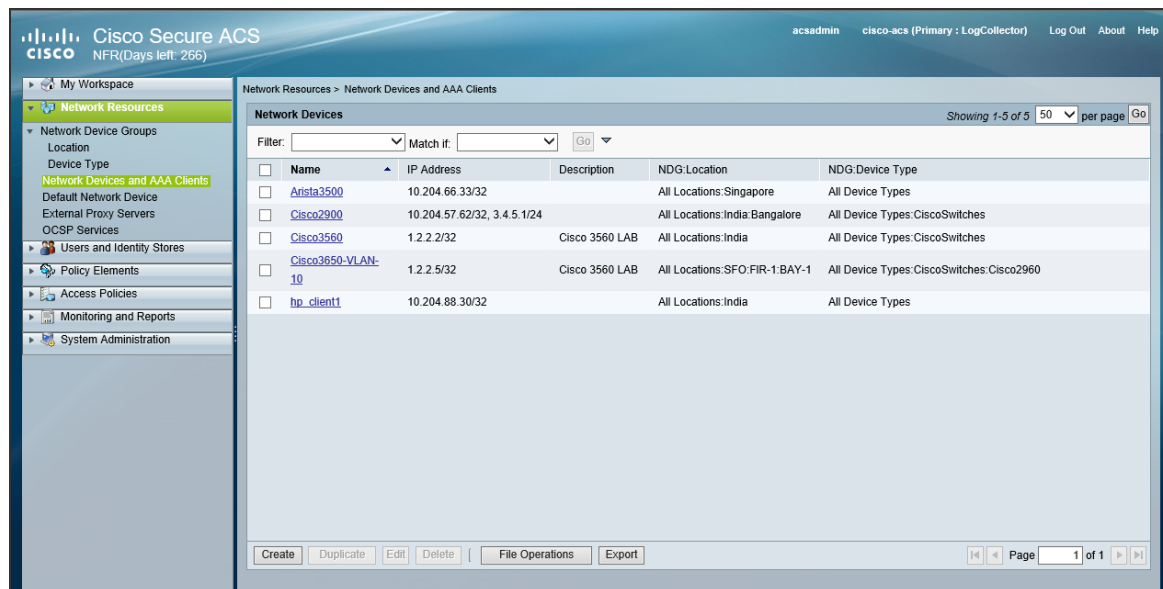 Cisco Secure ACS
CISCO NFR(Days left: 266)
acsadmin cisco-acs (Primary : LogCollector) Log Out About Help
My Workspace
Network Resources
Network Device Groups
Location
Device Type
Network Devices and AAA Clients
Default Network Device
External Proxy Servers
OCSP Services
Users and Identity Stores
Policy Elements
Access Policies
Monitoring and Reports
System Administration
Network Resources > Network Devices and AAA Clients
Network Devices Showing 1-5 of 5 50 per page Go
Filter: Match if: Go
Name IP Address Description NDG:Location NDG:Device Type
Arista3500 10.204.66.33/32 All Locations:Singapore All Device Types
Cisco2900 10.204.57.62/32, 3.4.5.1/24 All Locations:India:Bangalore All Device Types:CiscoSwitches
Cisco3560 1.2.2.2/32 Cisco 3560 LAB All Locations:India All Device Types:CiscoSwitches
Cisco3650-VLAN-
10 1.2.2.5/32 Cisco 3560 LAB All Locations:SFO:FIR-1:BAY-1 All Device Types:CiscoSwitches:Cisco2960
hp_client1 10.204.88.30/32 All Locations:India All Device Types
Create Duplicate Edit Delete | File Operations Export Page 1 of 1